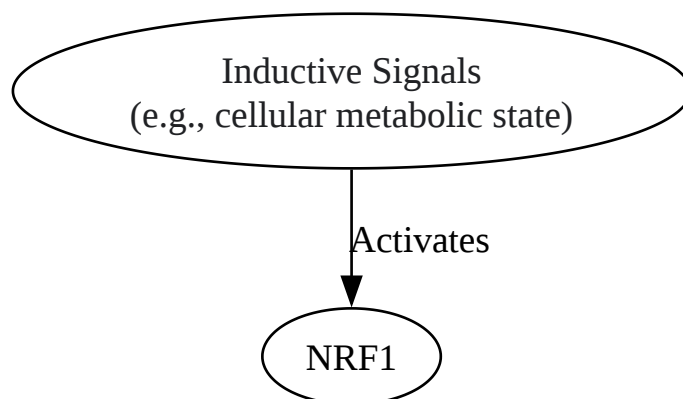 Inductive Signals
(e.g., cellular metabolic state)
Activates
NRF1